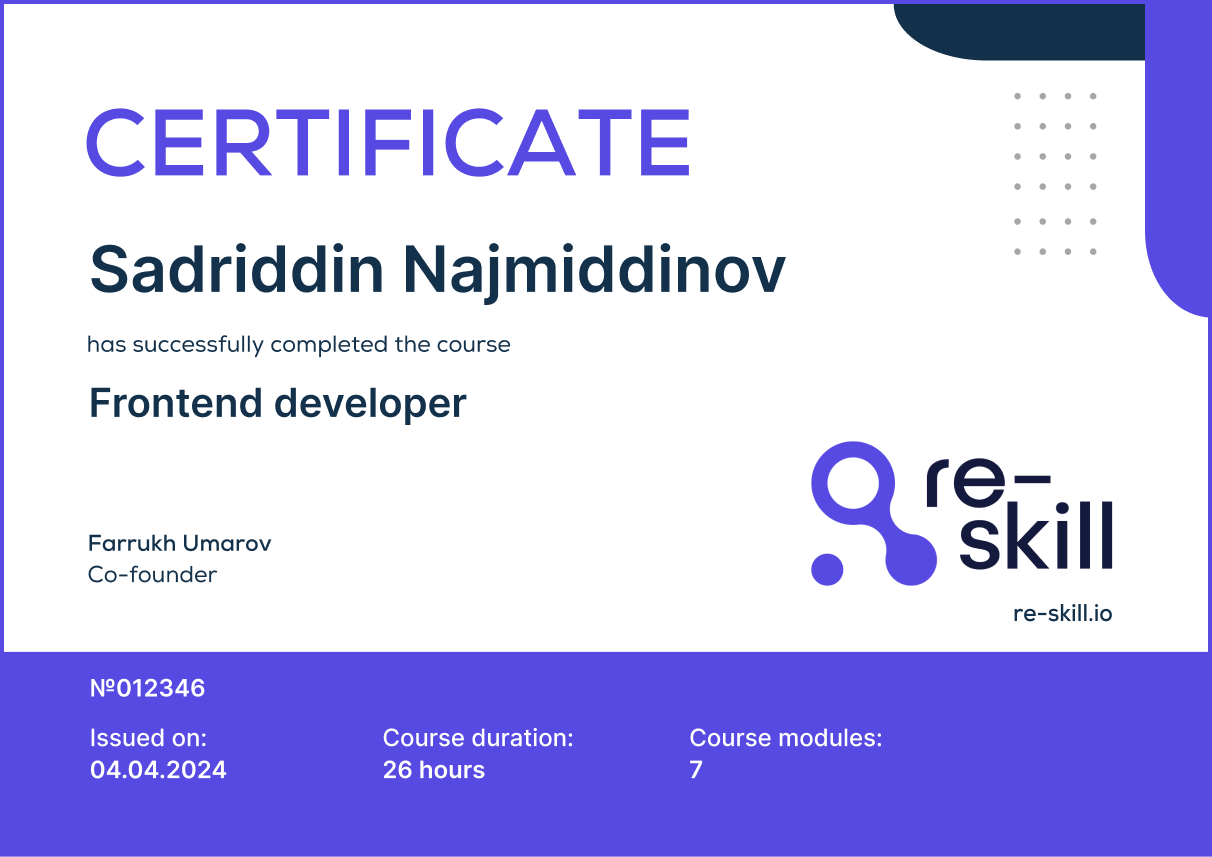 CERTIFICATE
Sadriddin Najmiddinov
has successfully completed the course
Frontend developer
re-
skill
Farrukh Umarov
Co-founder
re-skill.io
№012346
Issued on:
04.04.2024
Course duration:
26 hours
Course modules:
7